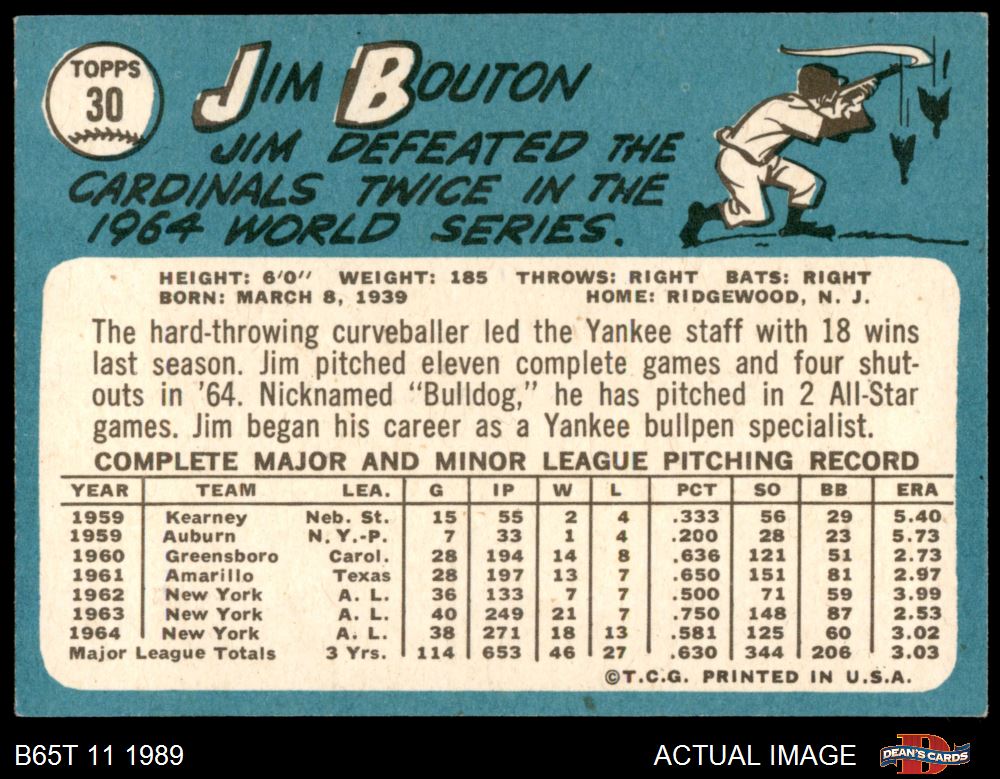 TOPPS
30
JIM BOUTON
JIM DEFEATED THE
CARDINALS TWICE IN THE
1964 WORLD SERIES.
HEIGHT: 6'0" WEIGHT: 185 THROWS: RIGHT BATS: RIGHT
BORN: MARCH 8, 1939 HOME: RIDGEWOOD, N. J.
The hard-throwing curveballer led the Yankee staff with 18 wins
last season. Jim pitched eleven complete games and four shut-
outs in '64. Nicknamed "Bulldog," he has pitched in 2 All-Star
games. Jim began his career as a Yankee bullpen specialist.
COMPLETE MAJOR AND MINOR LEAGUE PITCHING RECORD
YEAR TEAM LEA. G IP W L PCT SO BB ERA
1959 Kearney Neb. St. 15 55 2 4 .333 56 29 5.40
1959 Auburn N.Y.-P. 7 33 1 4 .200 28 23 5.73
1960 Greensboro Carol. 28 194 14 8 .636 121 51 2.73
1961 Amarillo Texas 28 197 13 7 .650 151 81 2.97
1962 New York A. L. 36 133 7 7 .500 71 59 3.99
1963 New York A. L. 40 249 21 7 .750 148 87 2.53
1964 New York A. L. 38 271 18 13 .581 125 60 3.02
Major League Totals 3 Yrs. 114 653 46 27 .630 344 206 3.03
©T.C.G. PRINTED IN U.S.A.
B65T 11 1989 ACTUAL IMAGE DEAN'S CARDS